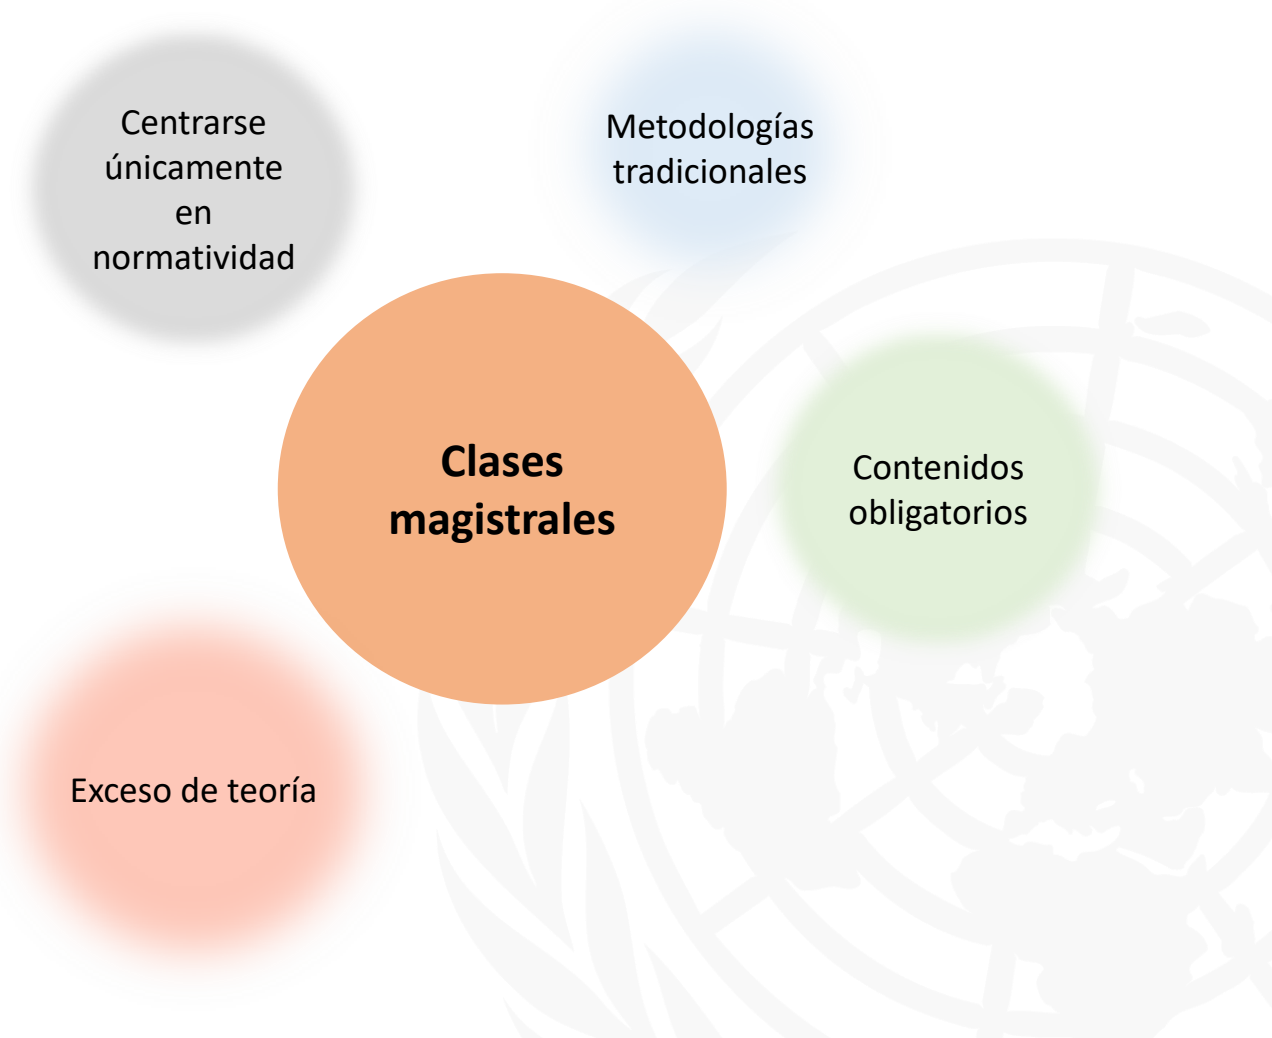 Centrarse
únicamente
en
normatividad
Metodologías
tradicionales
Clases
magistrales
Contenidos
obligatorios
Exceso de teoría